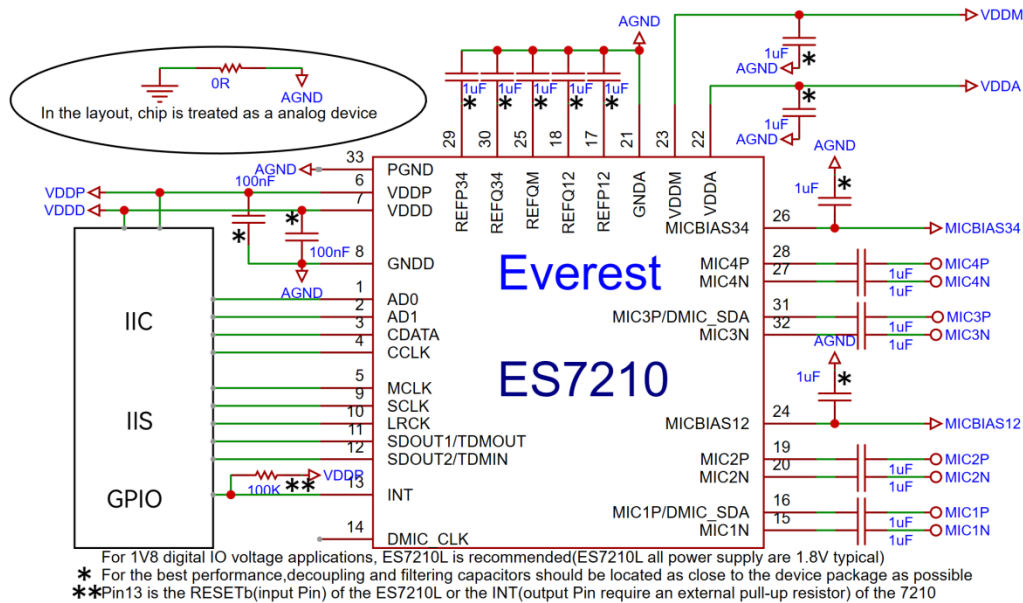 AGND
VDDM
1uF
*
AGND
VDDA
1uF
*
AGND
0R
AGND
In the layout, chip is treated as a analog device
1uF 1uF 1uF 1uF 1uF
* * * * *
29 30 25 18 17 21 23 22
REFP34 REFQ34 REFQM REFQ12 REFP12 GNDA VDDM VDDA
AGND 33 PGND
VDDP 100nF 6 VDDP
VDDD 7 VDDD
* *
100nF
8 GNDD
AGND
AGND
1uF *
MICBIAS34 26 MICBIAS34
Everest
ES7210
MIC4P 28 1uF MIC4P
MIC4N 27 1uF MIC4N
MIC3P/DMIC_SDA 31 1uF MIC3P
MIC3N 32 1uF MIC3N
AGND
1uF *
MICBIAS12 24 MICBIAS12
MIC2P 19 1uF MIC2P
MIC2N 20 1uF MIC2N
MIC1P/DMIC_SDA 16 1uF MIC1P
MIC1N 15 1uF MIC1N
IIC
1 AD0
2 AD1
3 CDATA
4 CCLK
IIS
5 MCLK
9 SCLK
10 LRCK
11 SDOUT1/TDMOUT
12 SDOUT2/TDMIN
GPIO
100K ** VDDP
13 INT
14 DMIC_CLK
For 1V8 digital IO voltage applications, ES7210L is recommended(ES7210L all power supply are 1.8V typical)
* For the best performance,decoupling and filtering capacitors should be located as close to the device package as possible
**Pin13 is the RESETb(input Pin) of the ES7210L or the INT(output Pin require an external pull-up resistor) of the 7210